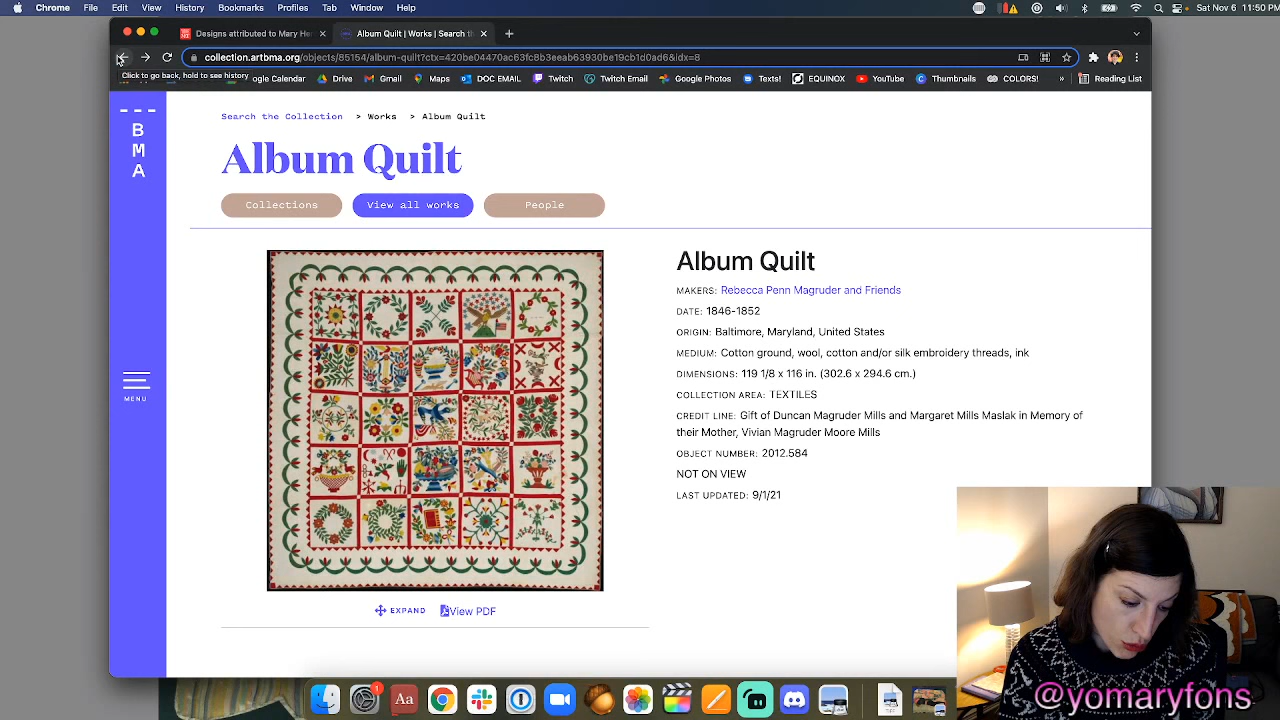 Chrome File Edit View History Bookmarks Profiles Tab Window Help
Sat Nov 6 11:50 PM
Designs attributed to Mary He
Album Quilt | Works | Search th
collection.artbma.org/objects/85154/album-quilt?ctx=420be04470ac63fc8b3eeab63930be19cb1d0ad6&idx=8
Click to go back, hold to see history
ogle Calendar Drive Gmail Maps DOC EMAIL Twitch Twitch Email Google Photos Texts! EQUINOX YouTube Thumbnails COLORS! » Reading List
B
M
A
MENU
Search the Collection > Works > Album Quilt
Album Quilt
Collections View all works People
Album Quilt
MAKERS: Rebecca Penn Magruder and Friends
DATE: 1846-1852
ORIGIN: Baltimore, Maryland, United States
MEDIUM: Cotton ground, wool, cotton and/or silk embroidery threads, ink
DIMENSIONS: 119 1/8 x 116 in. (302.6 x 294.6 cm.)
COLLECTION AREA: TEXTILES
CREDIT LINE: Gift of Duncan Magruder Mills and Margaret Mills Maslak in Memory of
their Mother, Vivian Magruder Moore Mills
OBJECT NUMBER: 2012.584
NOT ON VIEW
LAST UPDATED: 9/1/21
EXPAND View PDF
1
Aa
@yomaryfons